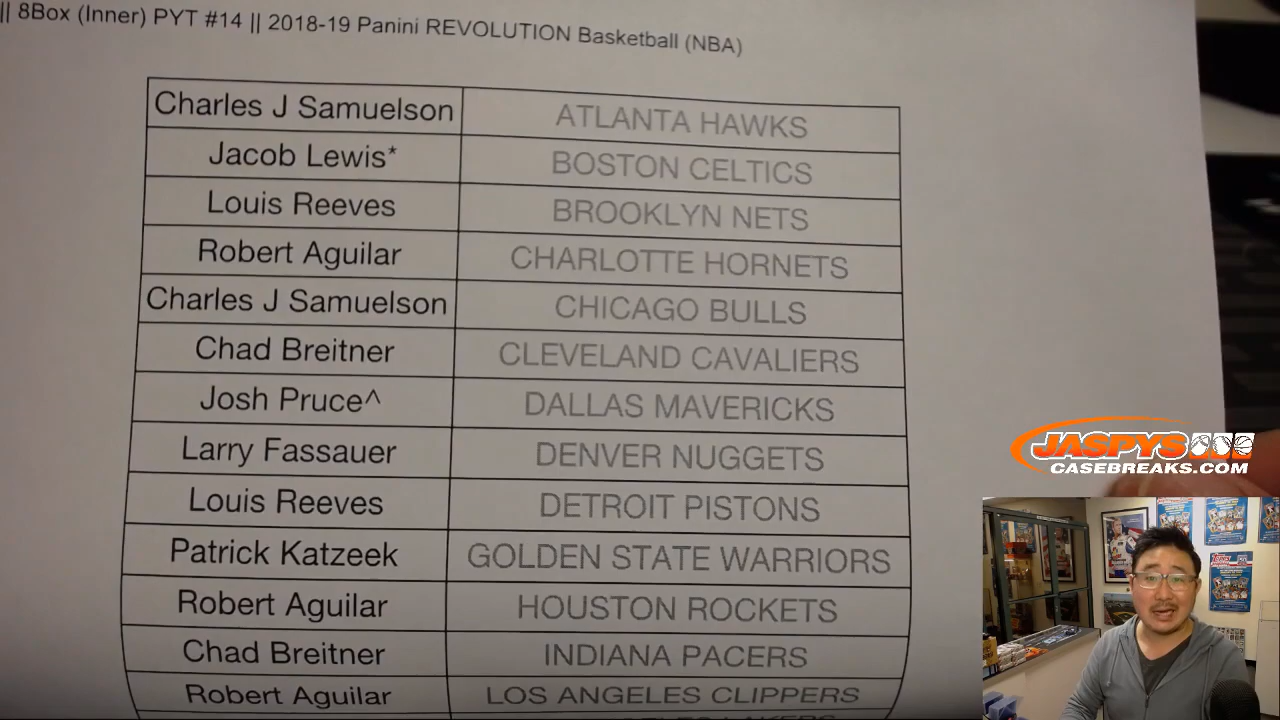 || 8Box (Inner) PYT #14 || 2018-19 Panini REVOLUTION Basketball (NBA)
Charles J Samuelson ATLANTA HAWKS
Jacob Lewis* BOSTON CELTICS
Louis Reeves BROOKLYN NETS
Robert Aguilar CHARLOTTE HORNETS
Charles J Samuelson CHICAGO BULLS
Chad Breitner CLEVELAND CAVALIERS
Josh Pruce^ DALLAS MAVERICKS
Larry Fassauer DENVER NUGGETS
Louis Reeves DETROIT PISTONS
Patrick Katzeek GOLDEN STATE WARRIORS
Robert Aguilar HOUSTON ROCKETS
Chad Breitner INDIANA PACERS
Robert Aguilar LOS ANGELES CLIPPERS
JASPYS
CASEBREAKS.COM